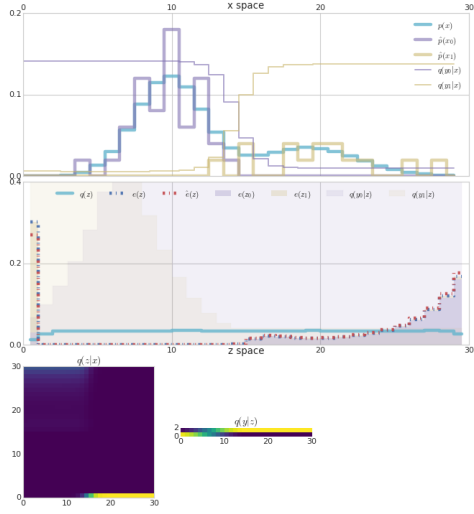 0 10 x space 20 30
0.2
p(x)
p̂(x₀)
p̂(x₁)
q(y₀|x)
q(y₁|x)
0.1
0.0
0.4
q(z) e(z) ê(z) e(z₀) e(z₁) q(y₀|z) q(y₁|z)
0.2
0.0
0 10 z space 20 30
q(z|x)
30
20
10
0
0 10 20 30
q(y|z)
2
0
0 10 20 30